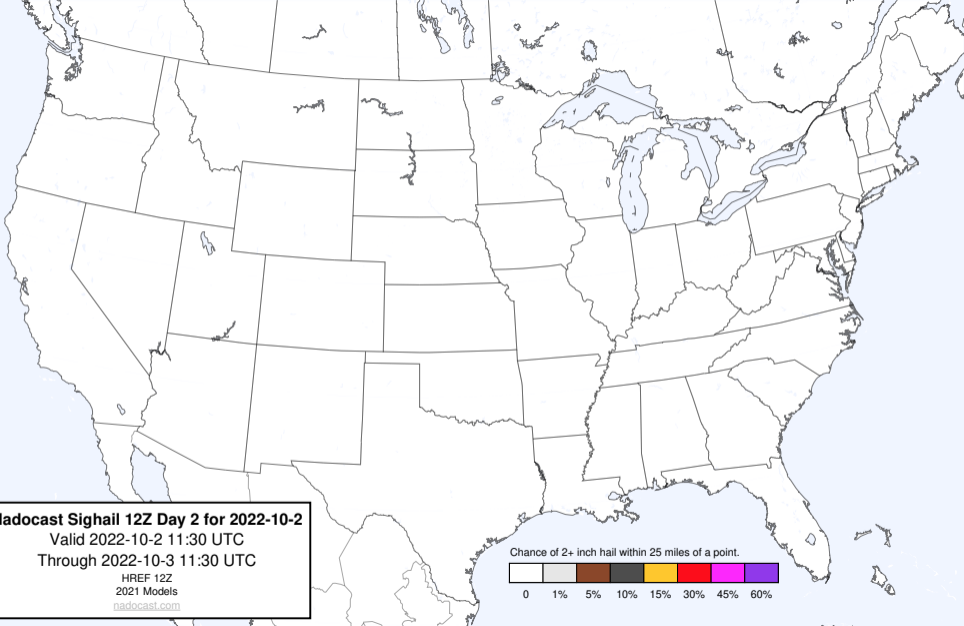 adocast Sighail 12Z Day 2 for 2022-10-2
Valid 2022-10-2 11:30 UTC
Through 2022-10-3 11:30 UTC
HREF 12Z
2021 Models
nadocast.com
Chance of 2+ inch hail within 25 miles of a point.
0 1% 5% 10% 15% 30% 45% 60%